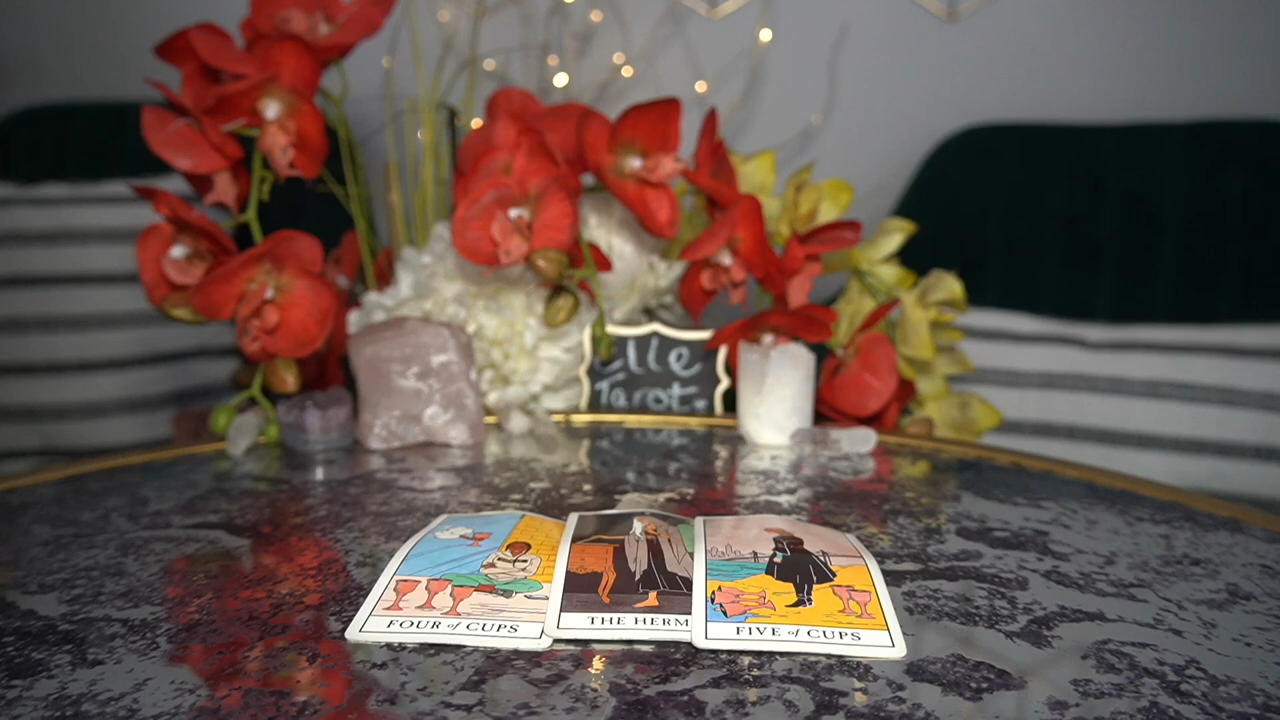 Elle
Tarot.
FOUR of CUPS
THE HERM
FIVE of CUPS